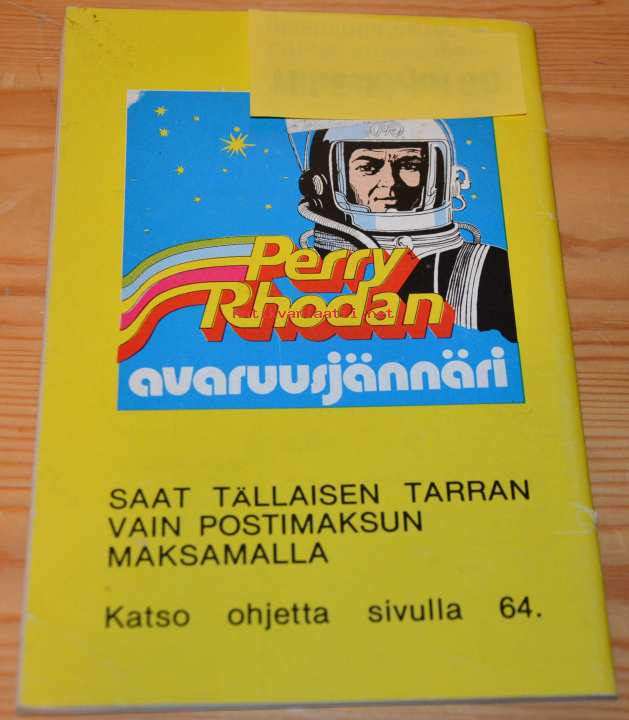 Perry
Rhodan
avaruusjännäri
SAAT TÄLLAISEN TARRAN
VAIN POSTIMAKSUN
MAKSAMALLA
Katso ohjetta sivulla 64.